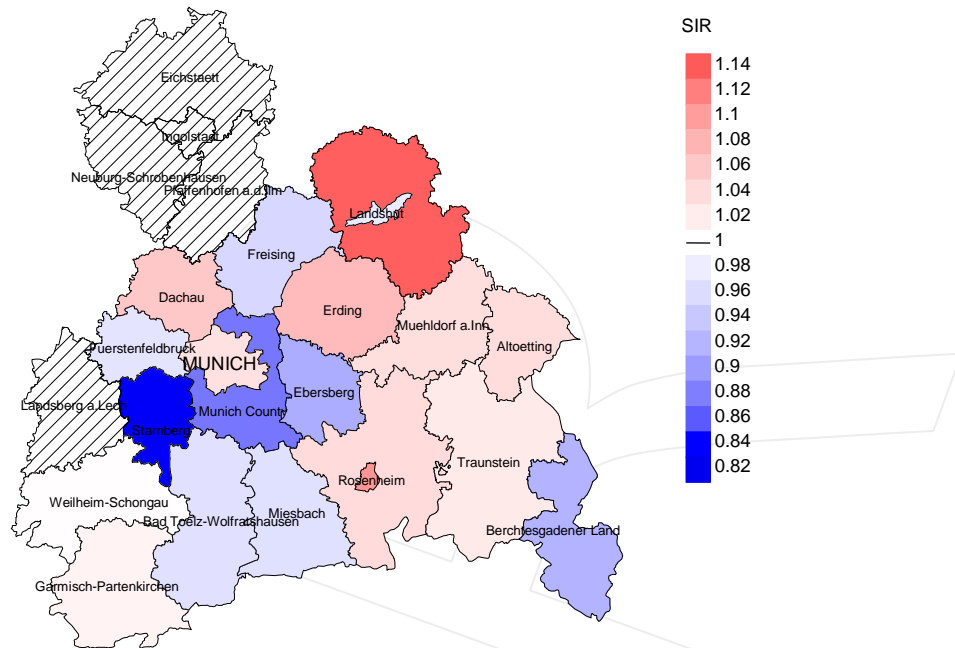 SIR
1.14
1.12
1.1
1.08
1.06
1.04
1.02
1
0.98
0.96
0.94
0.92
0.9
0.88
0.86
0.84
0.82
Eichstaett
Ingolstadt
Neuburg-Schrobenhausen
Pfaffenhofen a.d.Ilm
Landshut
Freising
Dachau
Erding
Muehldorf a.Inn
Altoetting
Fuerstenfeldbruck
MUNICH
Ebersberg
Landsberg a.Lech
Munich County
Starnberg
Traunstein
Rosenheim
Weilheim-Schongau
Miesbach
Bad Toelz-Wolfratshausen
Berchtesgadener Land
Garmisch-Partenkirchen